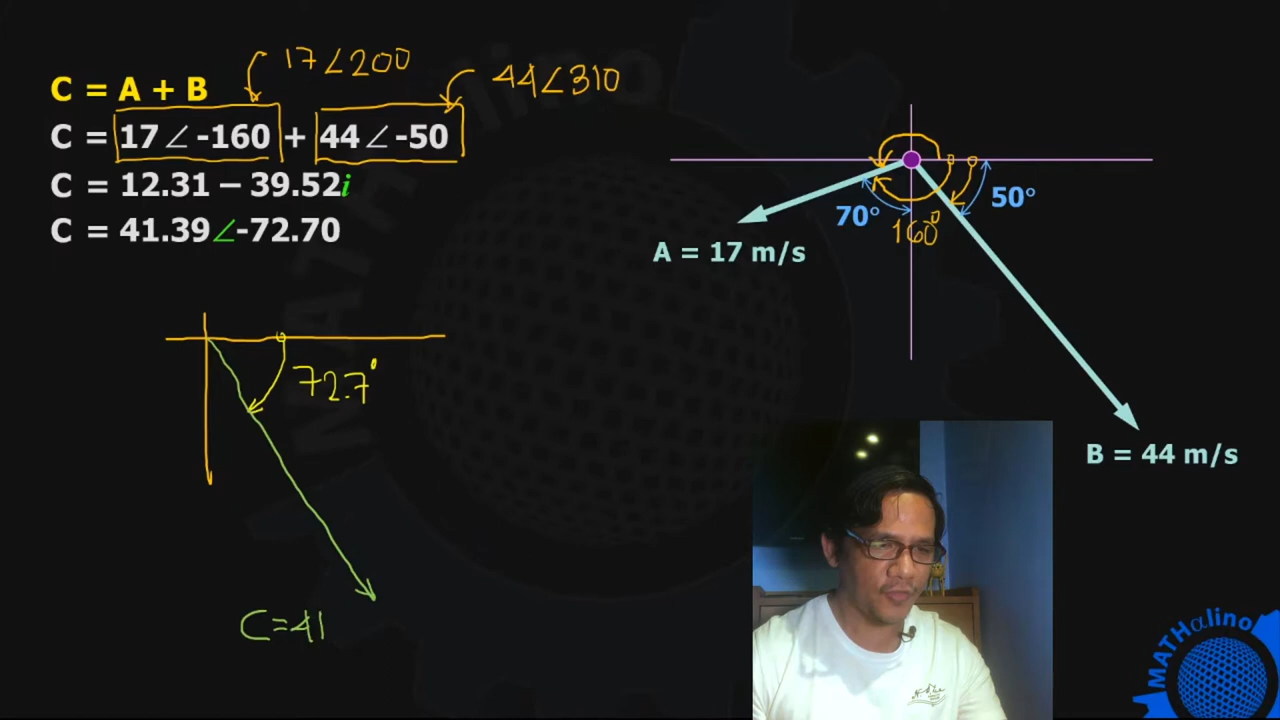 17∠200
44∠310
C = A + B
C = 17 ∠ -160 + 44 ∠ -50
C = 12.31 – 39.52i
C = 41.39∠-72.70
72.7°
C=41
50°
70°
160°
A = 17 m/s
B = 44 m/s
MATHalino
MATHαlino